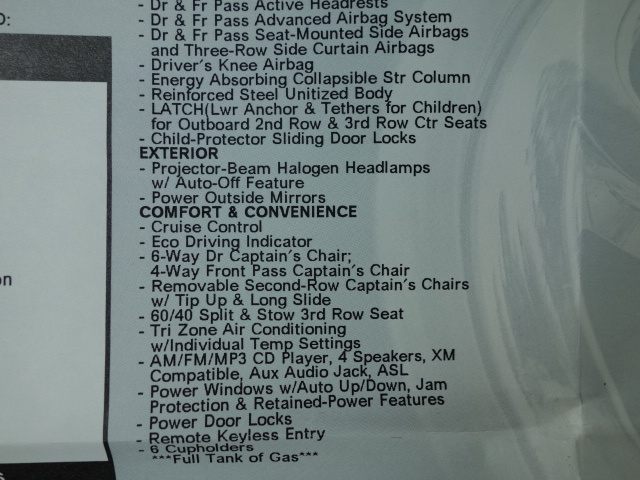 - Dr & Fr Pass Active Headrests
- Dr & Fr Pass Advanced Airbag System
- Dr & Fr Pass Seat-Mounted Side Airbags
and Three-Row Side Curtain Airbags
- Driver's Knee Airbag
- Energy Absorbing Collapsible Str Column
- Reinforced Steel Unitized Body
- LATCH(Lwr Anchor & Tethers for Children)
for Outboard 2nd Row & 3rd Row Ctr Seats
- Child-Protector Sliding Door Locks
EXTERIOR
- Projector-Beam Halogen Headlamps
w/ Auto-Off Feature
- Power Outside Mirrors
COMFORT & CONVENIENCE
- Cruise Control
- Eco Driving Indicator
- 6-Way Dr Captain's Chair;
4-Way Front Pass Captain's Chair
- Removable Second-Row Captain's Chairs
w/ Tip Up & Long Slide
- 60/40 Split & Stow 3rd Row Seat
- Tri Zone Air Conditioning
w/Individual Temp Settings
- AM/FM/MP3 CD Player, 4 Speakers, XM
Compatible, Aux Audio Jack, ASL
- Power Windows w/Auto Up/Down, Jam
Protection & Retained-Power Features
- Power Door Locks
- Remote Keyless Entry
- 6 Cupholders
***Full Tank of Gas***